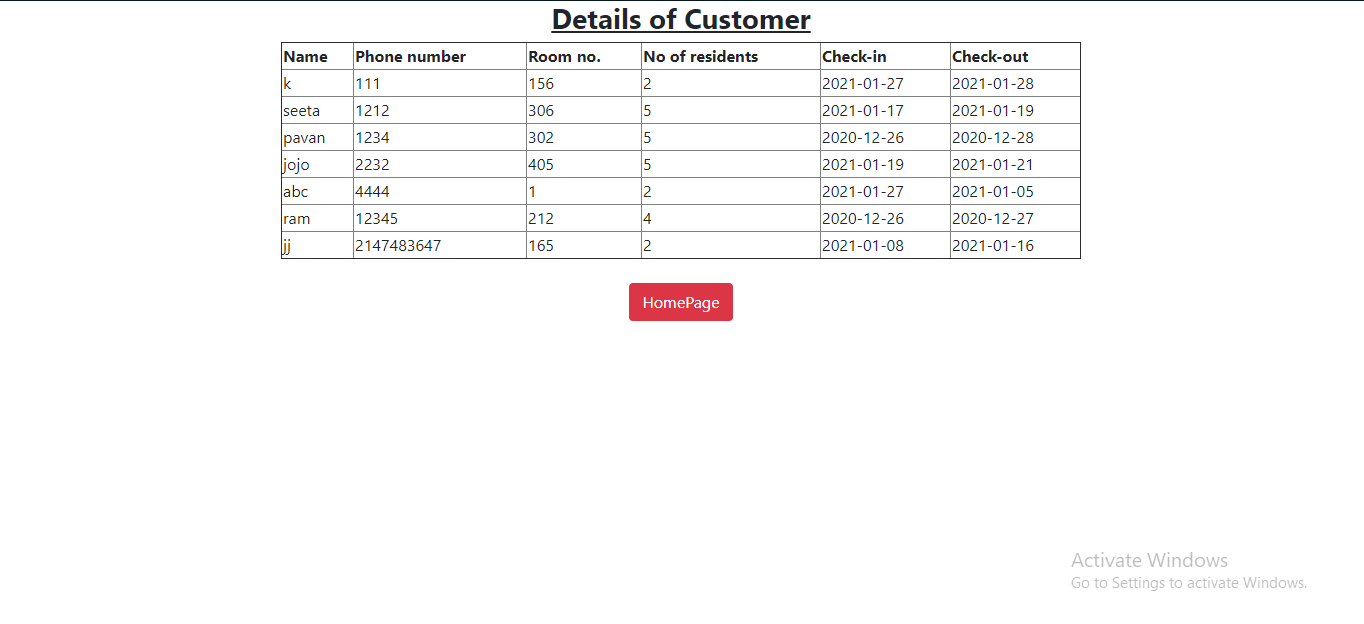 Details of Customer
Name Phone number Room no. No of residents Check-in Check-out
k 111 156 2 2021-01-27 2021-01-28
seeta 1212 306 5 2021-01-17 2021-01-19
pavan 1234 302 5 2020-12-26 2020-12-28
jojo 2232 405 5 2021-01-19 2021-01-21
abc 4444 1 2 2021-01-27 2021-01-05
ram 12345 212 4 2020-12-26 2020-12-27
jj 2147483647 165 2 2021-01-08 2021-01-16
HomePage
Activate Windows
Go to Settings to activate Windows.